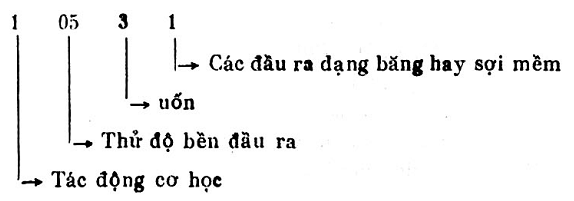 1 05 3 1
Các đầu ra dạng băng hay sợi mềm
uốn
Thử độ bền đầu ra
Tác động cơ học